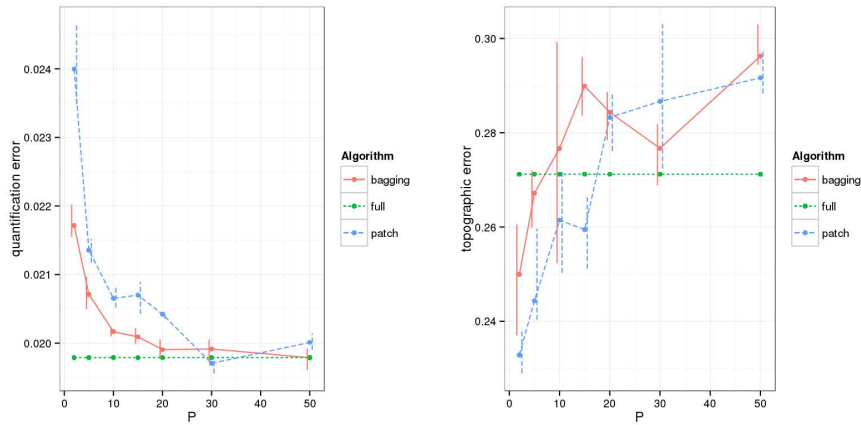 quantification error
0.024
0.023
0.022
0.021
0.020
0 10 20 30 40 50
P
Algorithm
bagging
full
patch
topographic error
0.30
0.28
0.26
0.24
0 10 20 30 40 50
P
Algorithm
bagging
full
patch